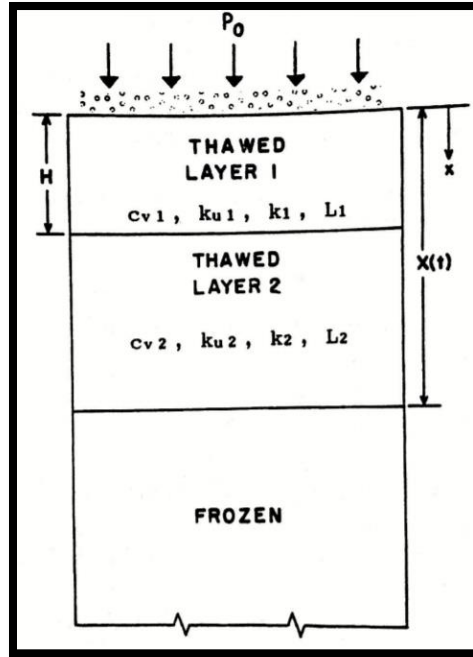 P0
H
THAWED
LAYER 1
x
Cv1, ku1, k1, L1
X(t)
THAWED
LAYER 2
Cv2, ku2, k2, L2
FROZEN